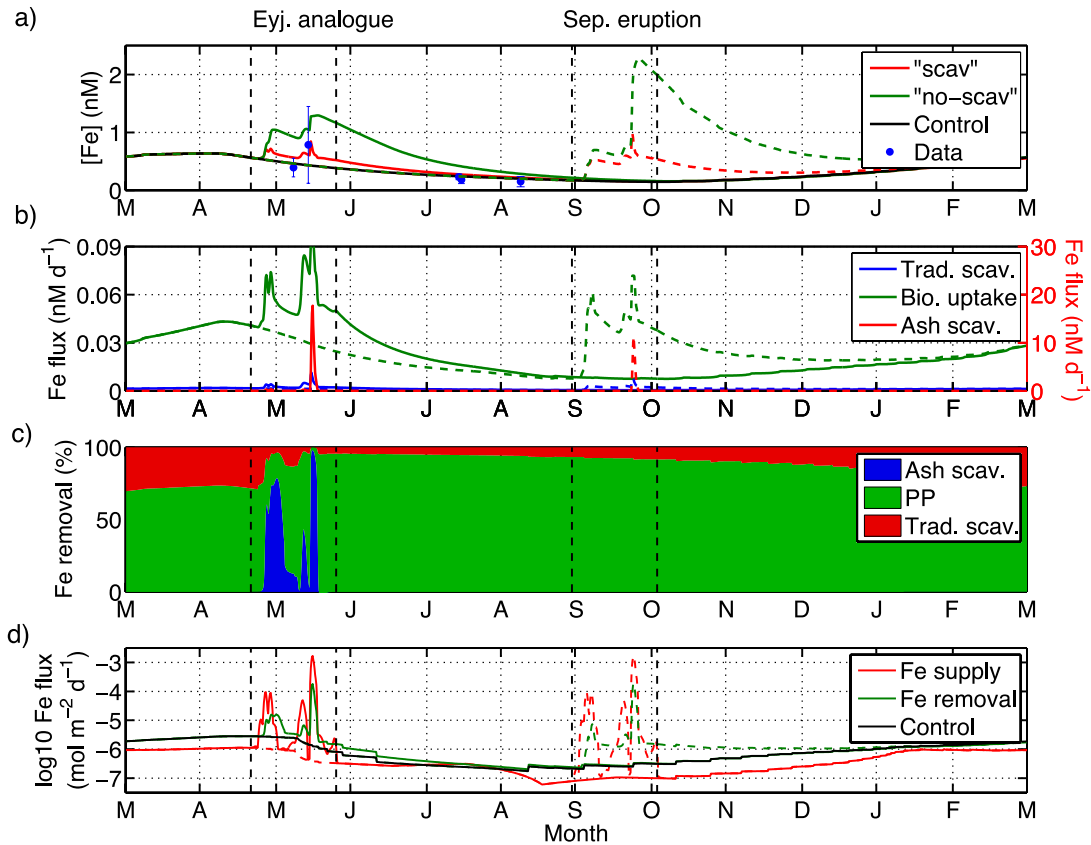 a)
Eyj. analogue
Sep. eruption
[Fe] (nM)
2
1
0
"scav"
"no−scav"
Control
Data
M A M J J A S O N D J F M
b)
Fe flux (nM d−1)
0.09
0.06
0.03
0
Trad. scav.
Bio. uptake
Ash scav.
30
20
10
0
Fe flux (nM d−1)
M A M J J A S O N D J F M
c)
Fe removal (%)
100
50
0
Ash scav.
PP
Trad. scav.
M A M J J A S O N D J F M
d)
log10 Fe flux
(mol m−2 d−1)
−3
−4
−5
−6
−7
Fe supply
Fe removal
Control
M A M J J A S O N D J F M
Month